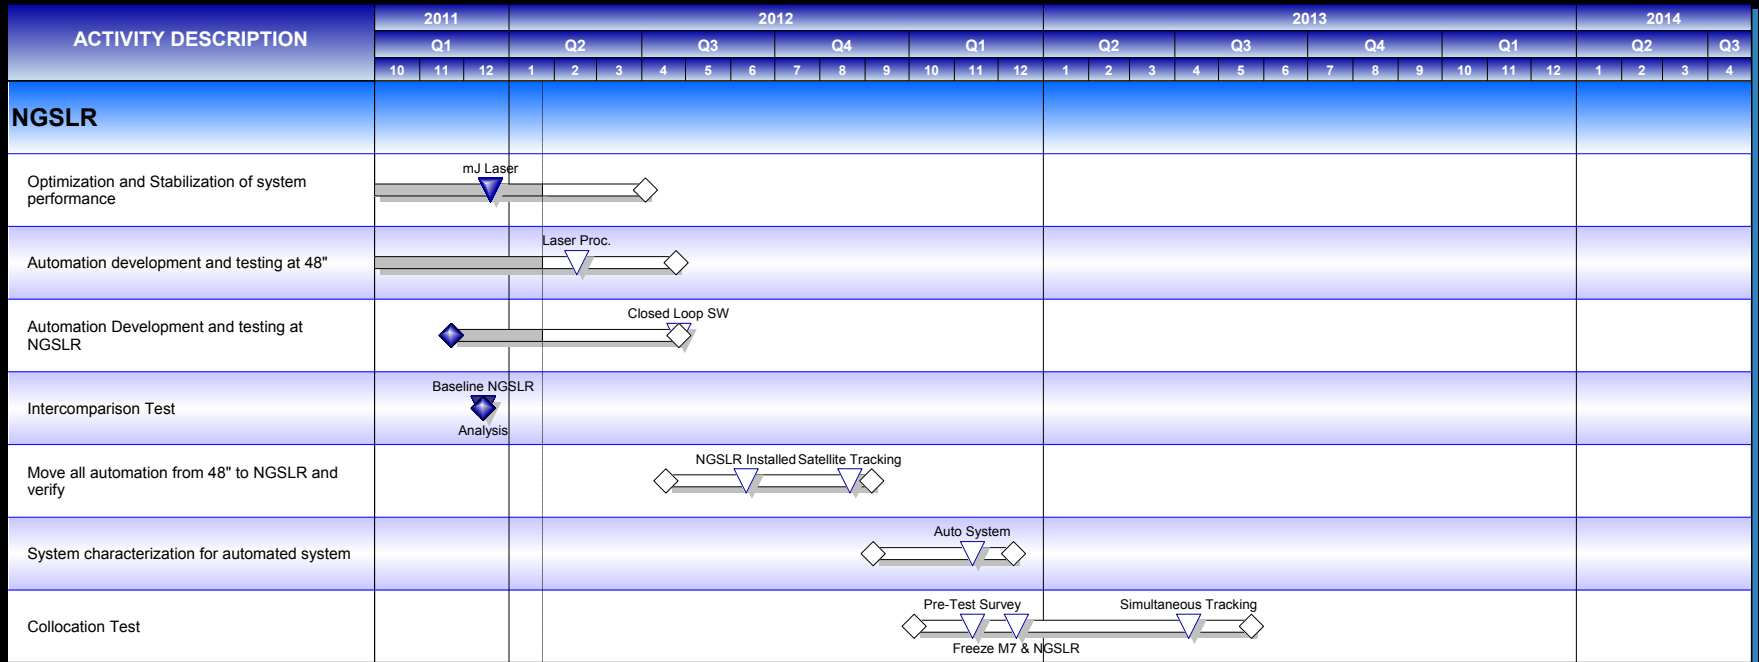 2011 2012 2013 2014
ACTIVITY DESCRIPTION
Q1 Q2 Q3 Q4 Q1 Q2 Q3 Q4 Q1 Q2 Q3
10 11 12 1 2 3 4 5 6 7 8 9 10 11 12 1 2 3 4 5 6 7 8 9 10 11 12 1 2 3 4
NGSLR
mJ Laser
Optimization and Stabilization of system
performance
Laser Proc.
Automation development and testing at 48"
Closed Loop SW
Automation Development and testing at
NGSLR
Baseline NGSLR
Intercomparison Test
Analysis
NGSLR Installed Satellite Tracking
Move all automation from 48" to NGSLR and
verify
Auto System
System characterization for automated system
Pre-Test Survey Simultaneous Tracking
Collocation Test
Freeze M7 & NGSLR